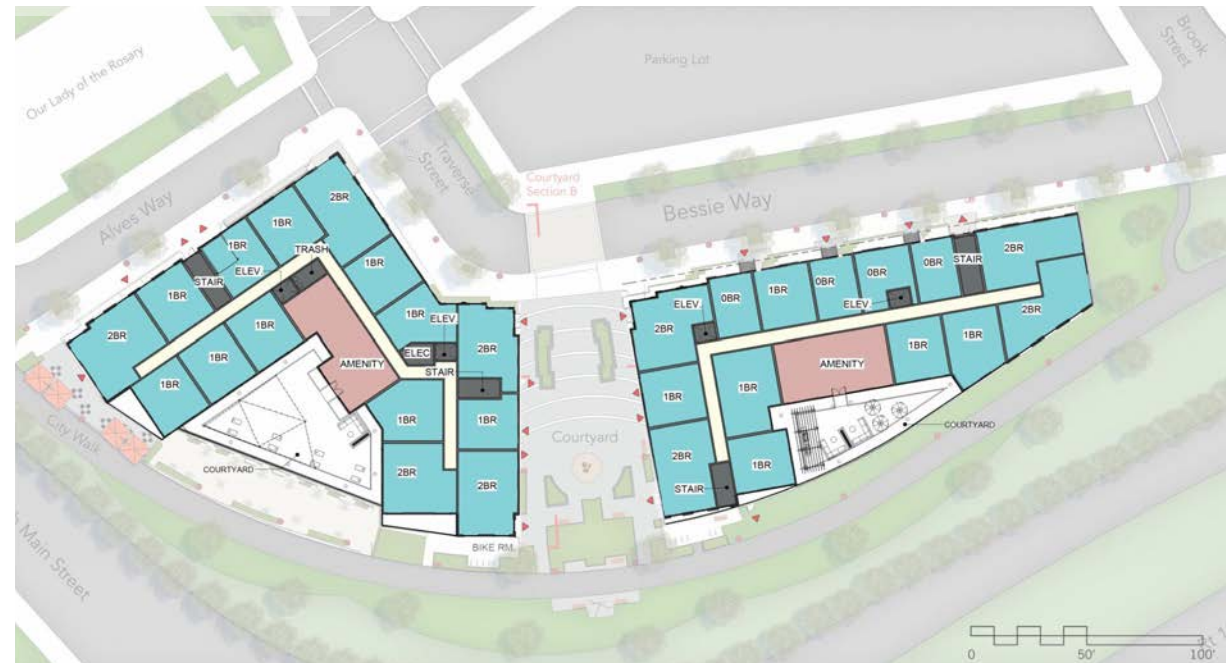 Our Lady of the Rosary
Parking Lot
Brook
Street
Alves Way
Traverse
Street
Courtyard
Section B
Bessie Way
2BR
1BR
1BR
TRASH
ELEV.
STAIR
1BR
1BR
1BR
ELEV.
2BR
1BR
1BR
1BR
AMENITY
ELEC
STAIR
2BR
1BR
1BR
2BR
2BR
COURTYARD
City Walk
Main Street
BIKE RM.
Courtyard
2BR
ELEV.
0BR
1BR
0BR
0BR
ELEV.
0BR
STAIR
2BR
2BR
1BR
1BR
AMENITY
1BR
1BR
2BR
1BR
STAIR
COURTYARD
0
50'
100'